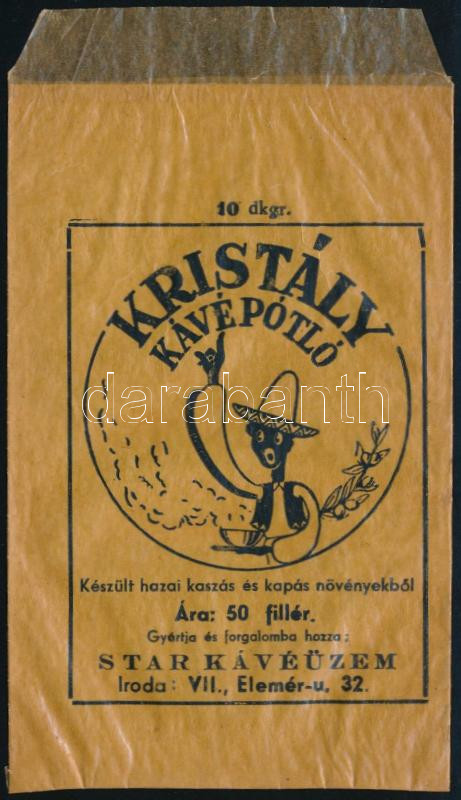 10 dkgr.
KRISTÁLY
KÁVÉPÓTLÓ
darabanth
Készült hazai kaszás és kapás növényekből
Ára: 50 fillér.
Gyártja és forgalomba hozza:
STAR KÁVÉÜZEM
Iroda: VII., Elemér-u. 32.